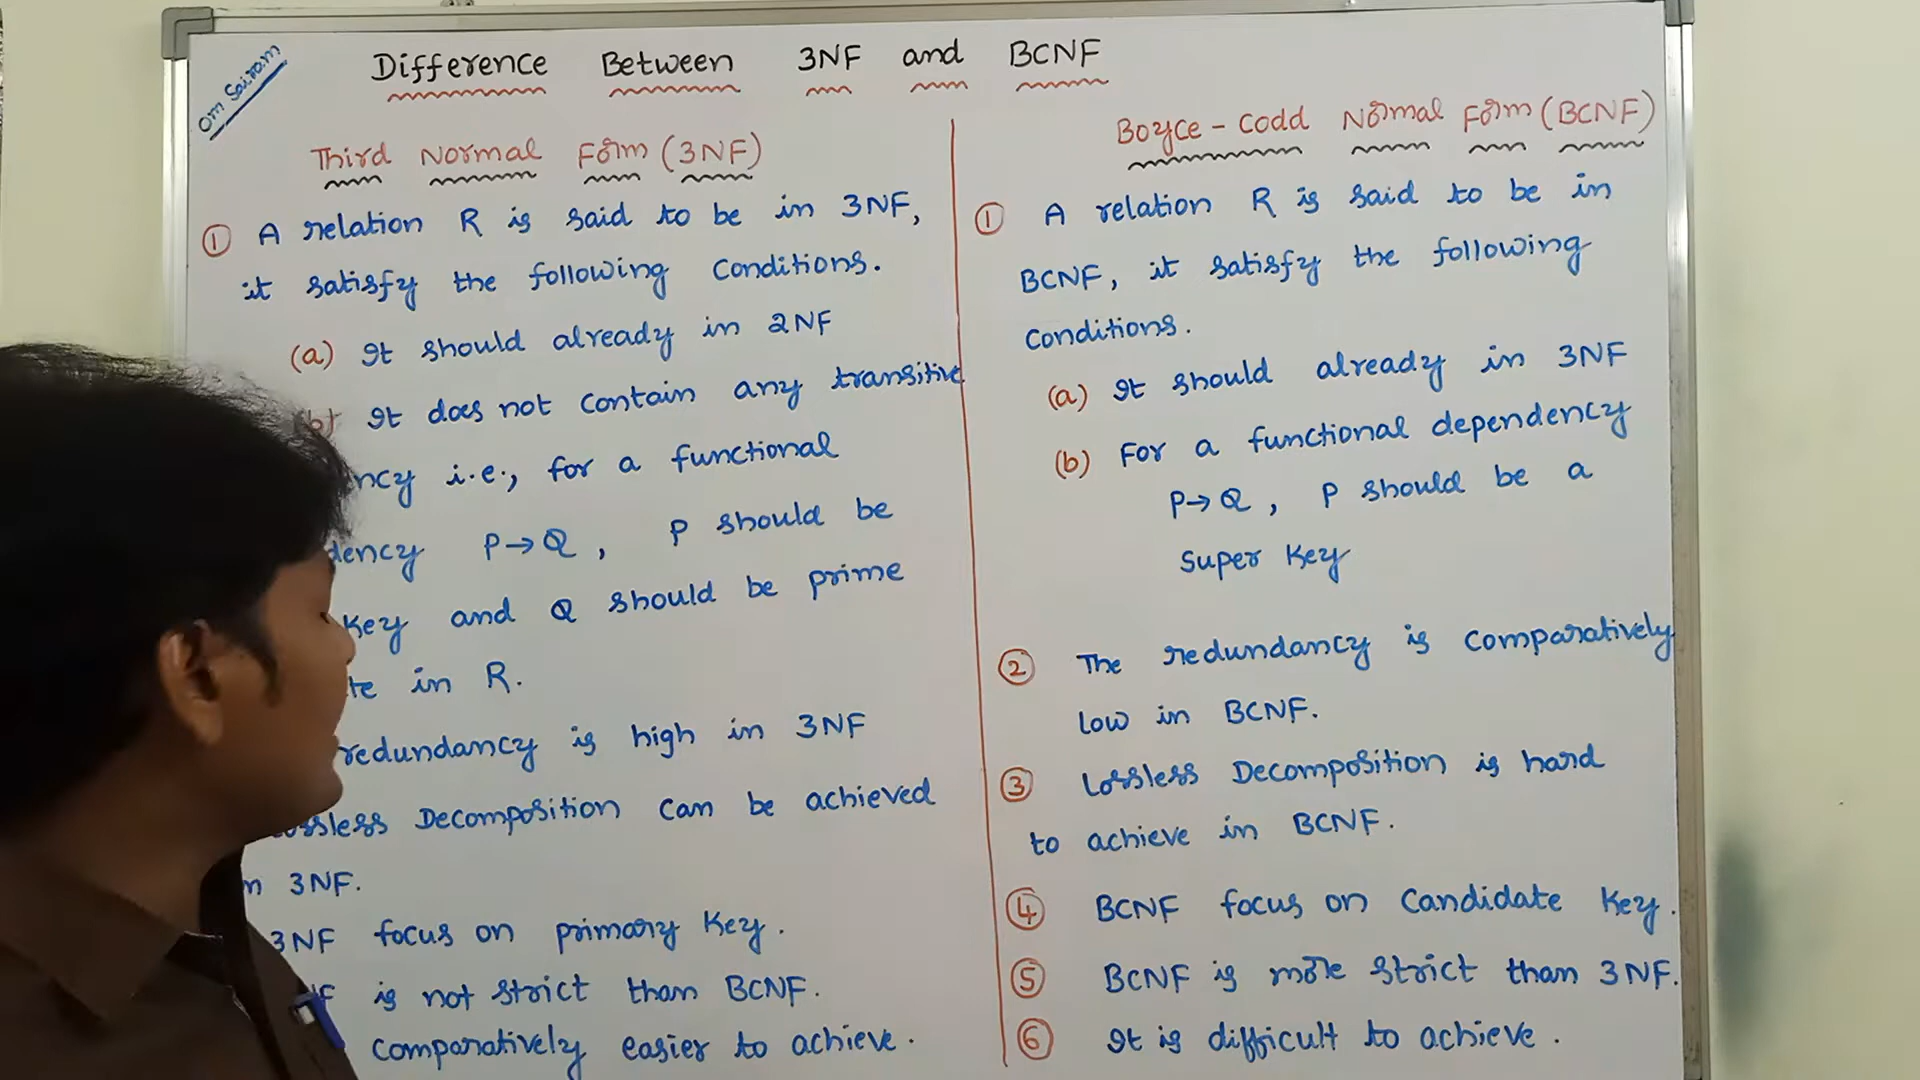 Om Sairam
Difference Between 3NF and BCNF
Third Normal Form (3NF)
① A relation R is said to be in 3NF,
it satisfy the following conditions.
(a) It should already in 2NF
(b) It does not contain any transitive
i.e., for a functional
P→Q, P should be
Key and Q should be prime
in R.
redundancy is high in 3NF
Decomposition can be achieved
3NF.
3NF focus on primary Key.
is not strict than BCNF.
comparatively easier to achieve.
Boyce-Codd Normal Form (BCNF)
① A relation R is said to be in
BCNF, it satisfy the following
conditions.
(a) It should already in 3NF
(b) For a functional dependency
P→Q, P should be a
Super Key
② The redundancy is comparatively
low in BCNF.
③ Lossless Decomposition is hard
to achieve in BCNF.
④ BCNF focus on Candidate Key.
⑤ BCNF is more strict than 3NF.
⑥ It is difficult to achieve.